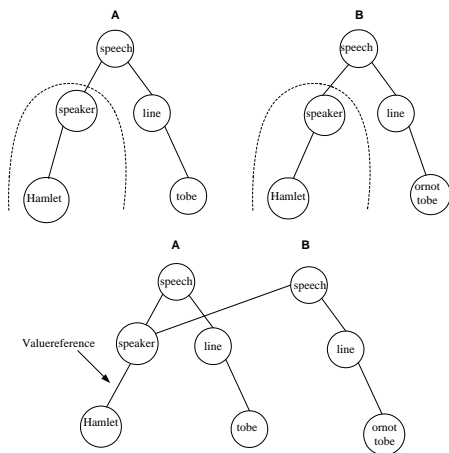 A
B
speech
speech
speaker
line
speaker
line
Hamlet
tobe
Hamlet
ornot
tobe
A
B
speech
speech
Valuereference
speaker
line
line
Hamlet
tobe
ornot
tobe